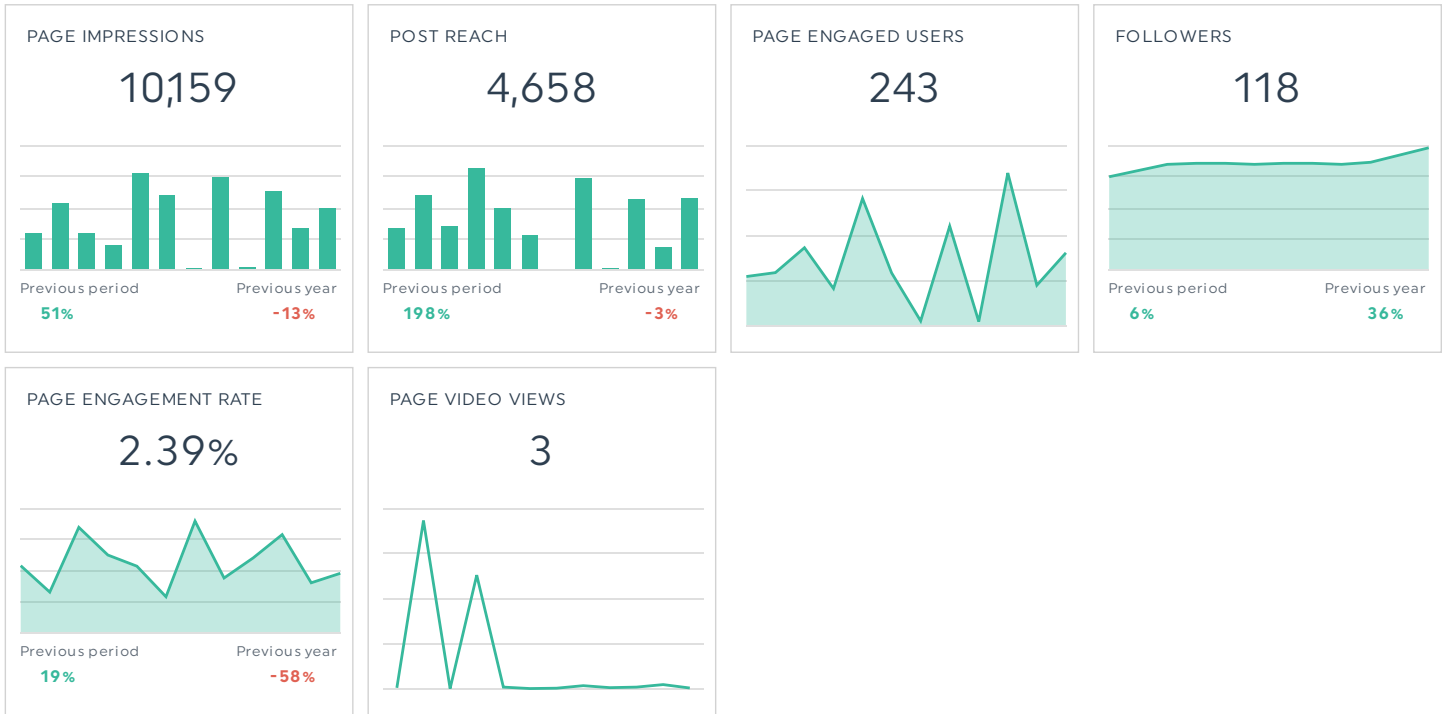 PAGE IMPRESSIONS
10,159
Previous period Previous year
51% -13%
POST REACH
4,658
Previous period Previous year
198% -3%
PAGE ENGAGED USERS
243
FOLLOWERS
118
Previous period Previous year
6% 36%
PAGE ENGAGEMENT RATE
2.39%
Previous period Previous year
19% -58%
PAGE VIDEO VIEWS
3